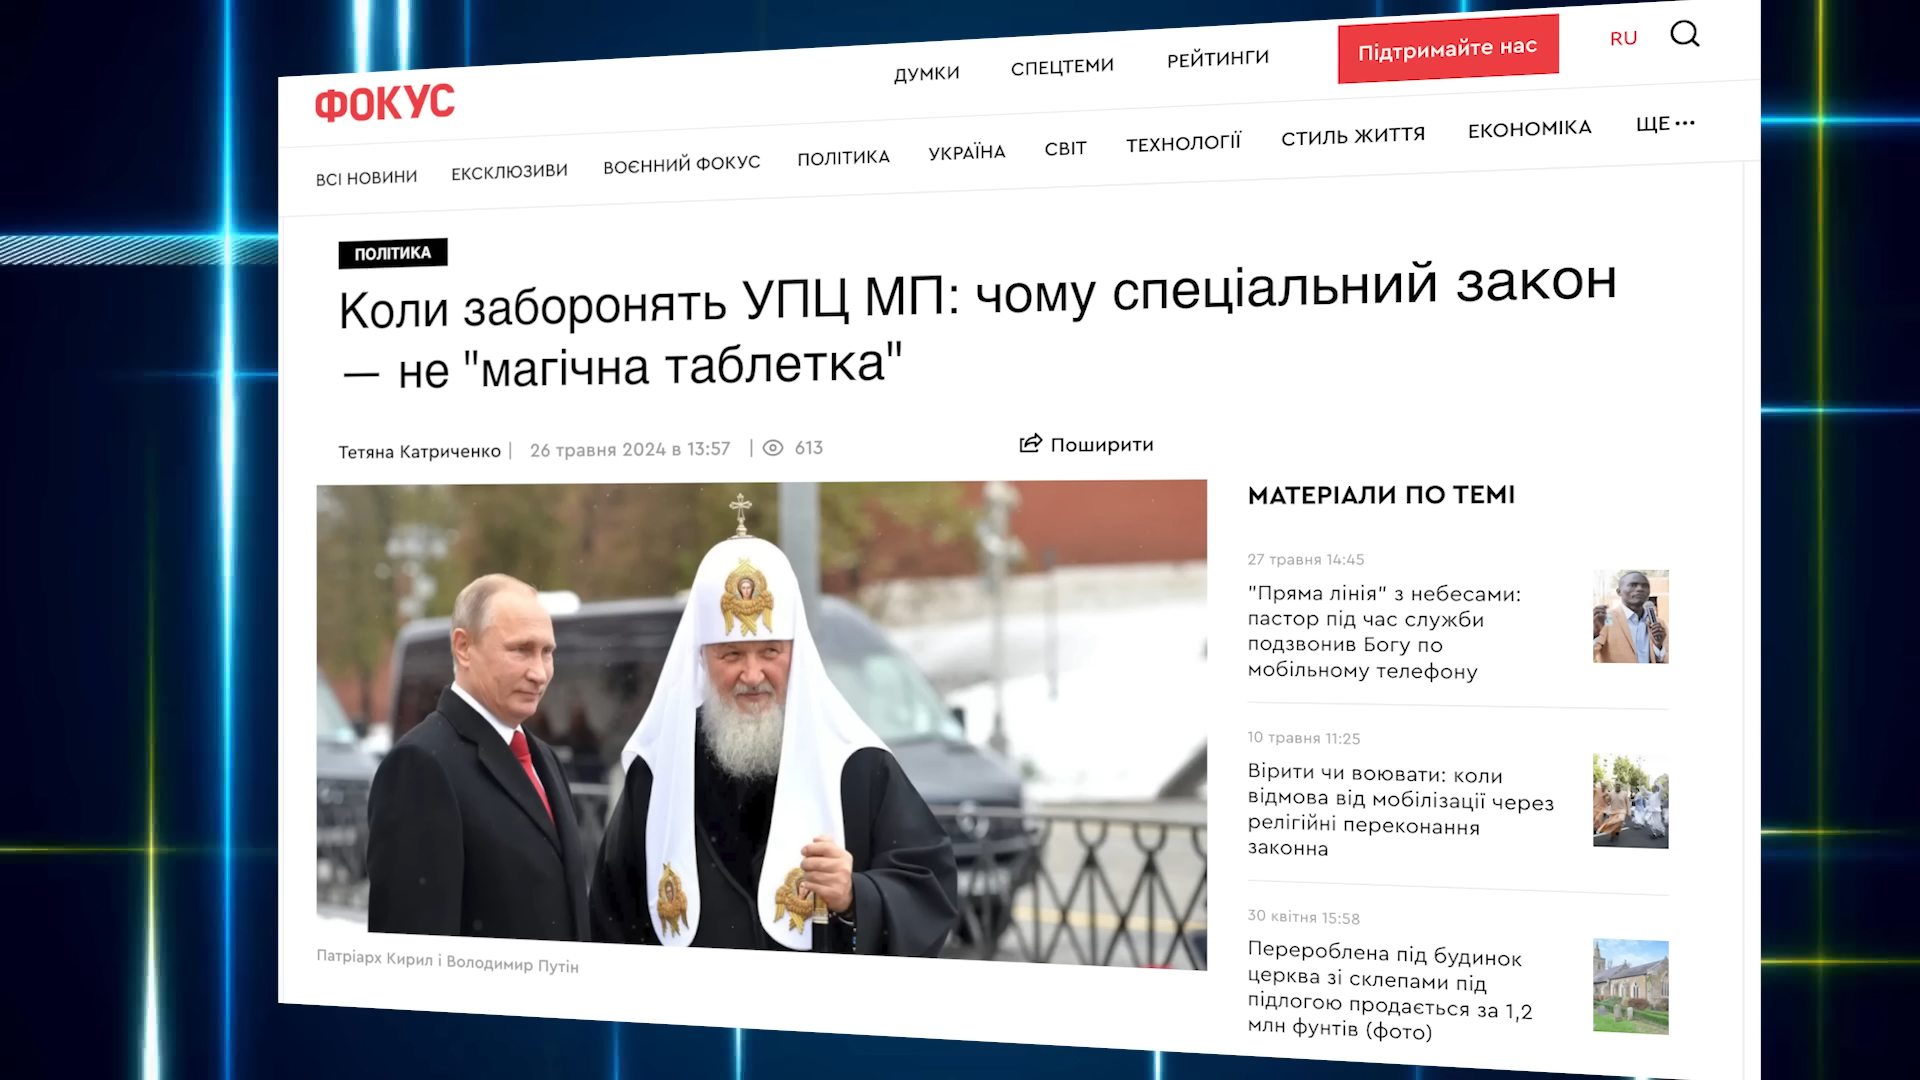 ФОКУС
ДУМКИ
СПЕЦТЕМИ
РЕЙТИНГИ
Підтримайте нас
RU
ВСІ НОВИНИ
ЕКСКЛЮЗИВИ
ВОЄННИЙ ФОКУС
ПОЛІТИКА
УКРАЇНА
СВІТ
ТЕХНОЛОГІЇ
СТИЛЬ ЖИТТЯ
ЕКОНОМІКА
ЩЕ •••
ПОЛІТИКА
Коли заборонять УПЦ МП: чому спеціальний закон
— не "магічна таблетка"
Тетяна Катриченко | 26 травня 2024 в 13:57 | 613
Поширити
Патріарх Кирил і Володимир Путін
МАТЕРІАЛИ ПО ТЕМІ
27 травня 14:45
"Пряма лінія" з небесами:
пастор під час служби
подзвонив Богу по
мобільному телефону
10 травня 11:25
Вірити чи воювати: коли
відмова від мобілізації через
релігійні переконання
законна
30 квітня 15:58
Перероблена під будинок
церква зі склепами під
підлогою продається за 1,2
млн фунтів (фото)